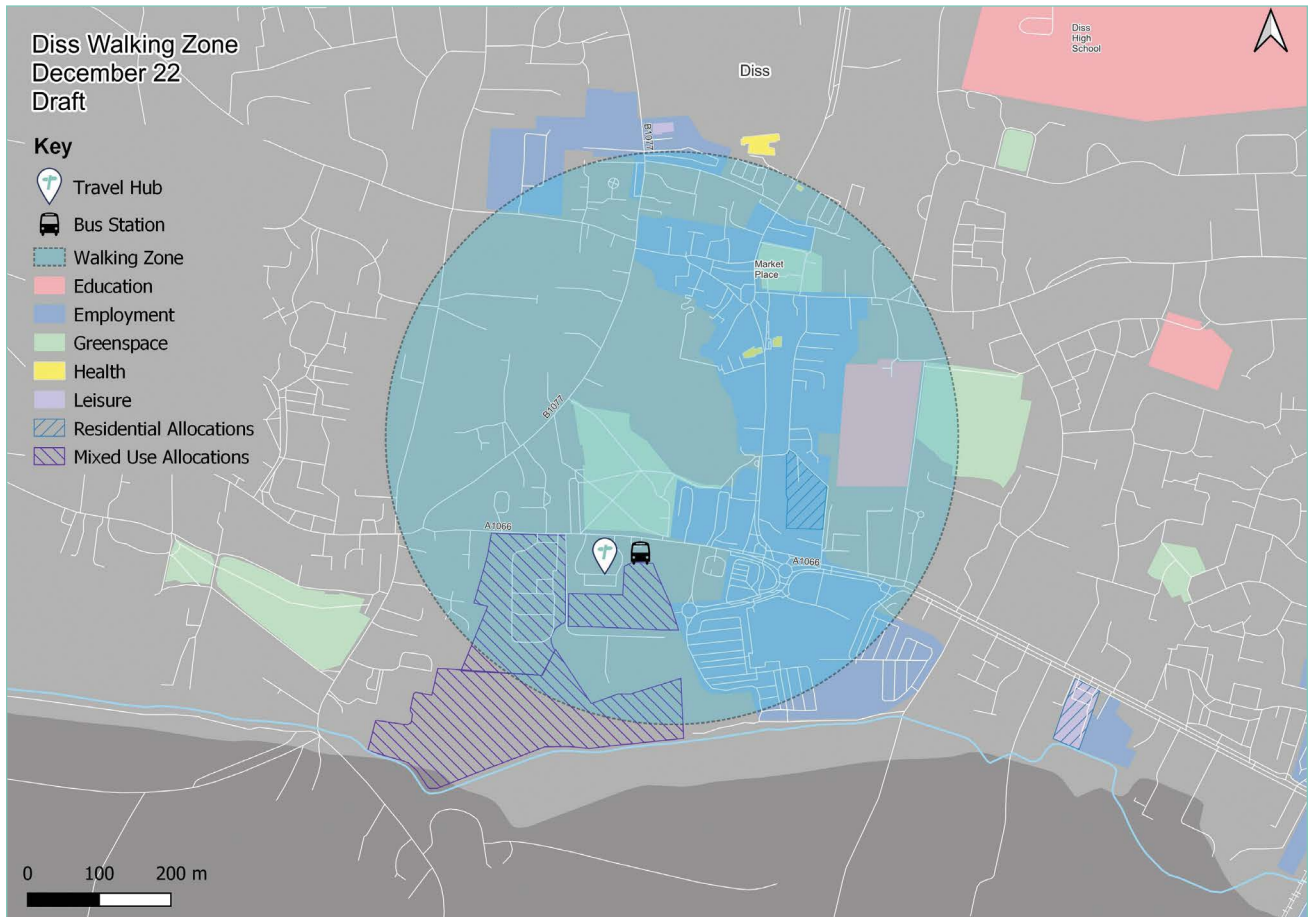 Diss Walking Zone
December 22
Draft
Key
Travel Hub
Bus Station
Walking Zone
Education
Employment
Greenspace
Health
Leisure
Residential Allocations
Mixed Use Allocations
Diss
High
School
Diss
B1077
Market
Place
B1077
A1066
A1066
0 100 200 m